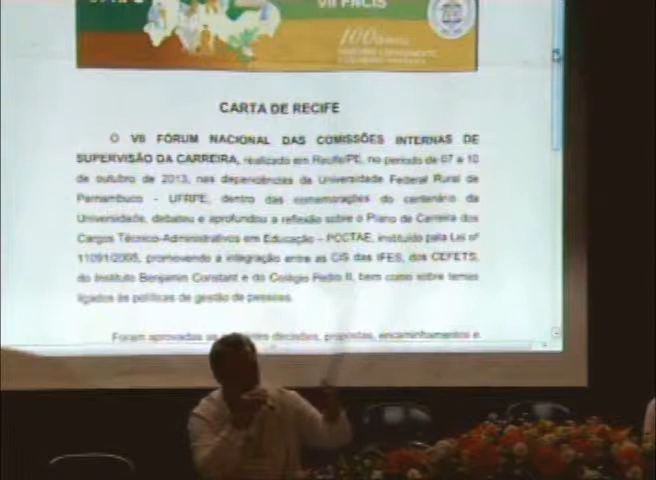 VII FNCIS
100 anos
CARTA DE RECIFE
O VII FÓRUM NACIONAL DAS COMISSÕES INTERNAS DE
SUPERVISÃO DA CARREIRA, realizado em Recife/PE, no período de 07 a 10
de outubro de 2013, nas dependências da Universidade Federal Rural de
Pernambuco - UFRPE, dentro das comemorações do centenário da
Universidade, debateu e aprofundou a reflexão sobre o Plano de Carreira dos
Cargos Técnico-Administrativos em Educação – PCCTAE, instituído pela Lei nº
11091/2005, promovendo a integração entre as CIS das IFES, dos CEFETS,
do Instituto Benjamin Constant e do Colégio Pedro II, bem como sobre temas
ligados às políticas de gestão de pessoas.
Foram aprovadas as decisões, propostas, encaminhamentos e